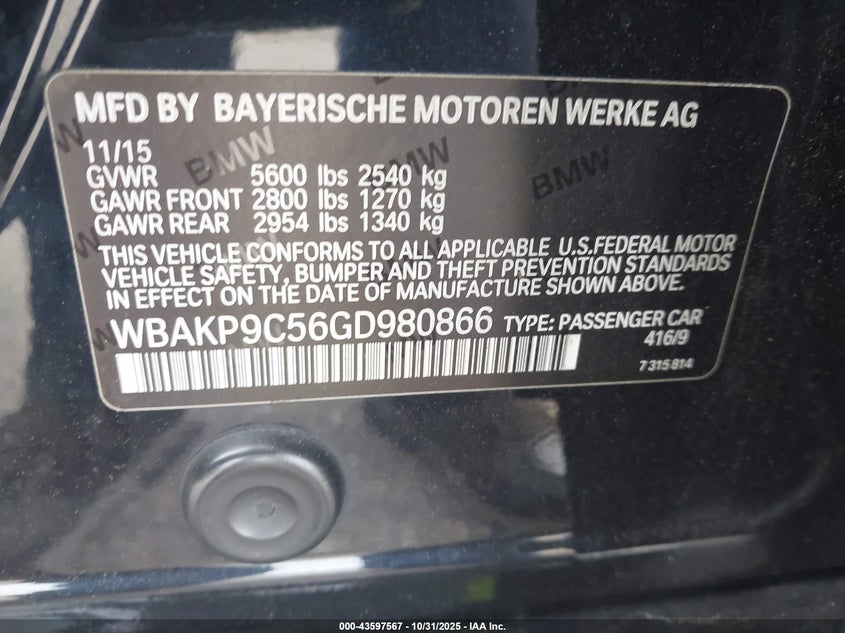 MFD BY BAYERISCHE MOTOREN WERKE AG
11/15
GVWR 5600 lbs 2540 kg
GAWR FRONT 2800 lbs 1270 kg
GAWR REAR 2954 lbs 1340 kg
THIS VEHICLE CONFORMS TO ALL APPLICABLE U.S.FEDERAL MOTOR
VEHICLE SAFETY, BUMPER AND THEFT PREVENTION STANDARDS
IN EFFECT ON THE DATE OF MANUFACTURE SHOWN ABOVE.
WBAKP9C56GD980866 TYPE: PASSENGER CAR
416/9
7 315 814
BMW
BMW
BMW
000-43597567 - 10/31/2025 - IAA Inc.